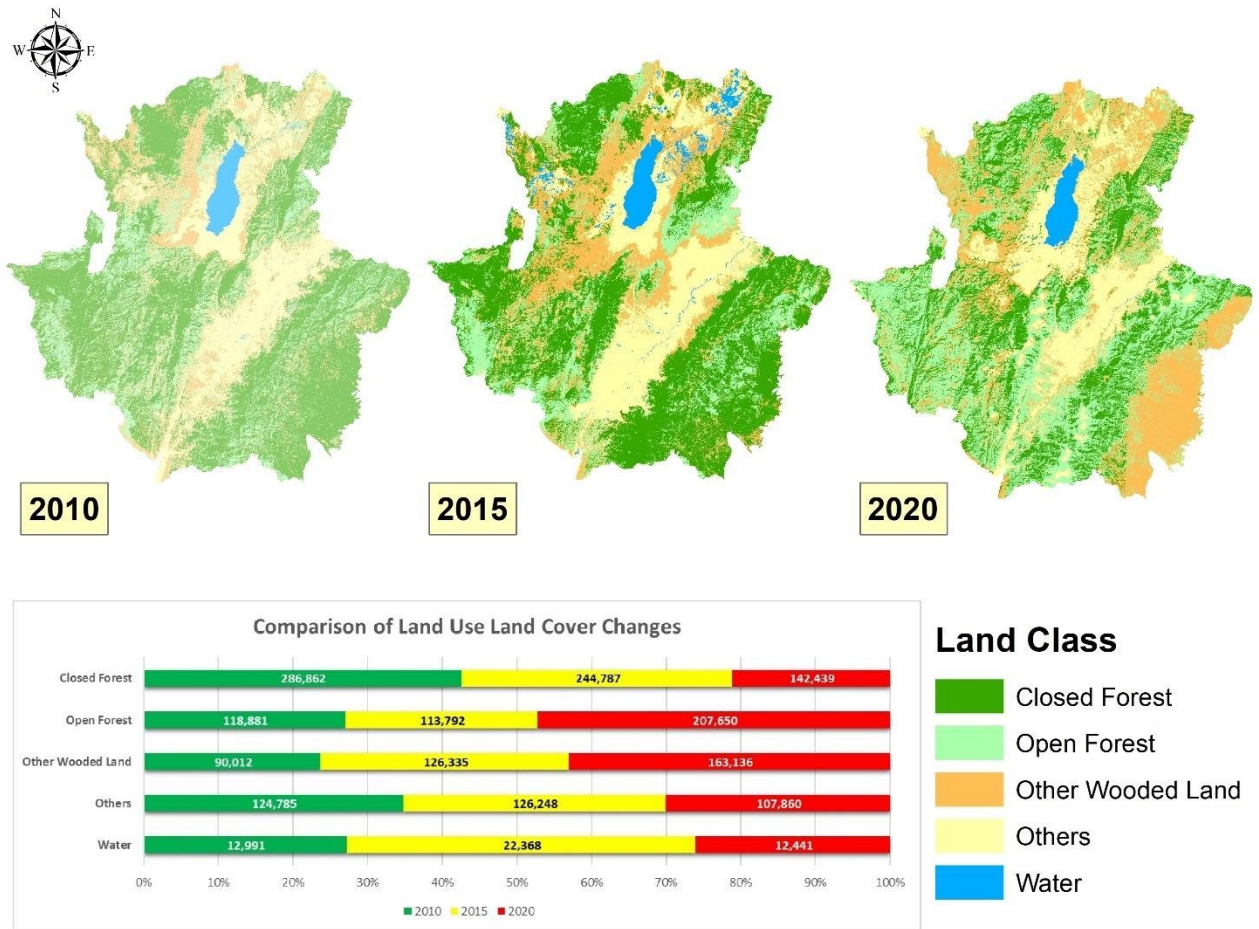 N
W E
S
2010
2015
2020
Comparison of Land Use Land Cover Changes
Closed Forest 286,862 244,787 142,439
Open Forest 118,881 113,792 207,650
Other Wooded Land 90,012 126,335 163,136
Others 124,785 126,248 107,860
Water 12,991 22,368 12,441
0% 10% 20% 30% 40% 50% 60% 70% 80% 90% 100%
2010 2015 2020
Land Class
Closed Forest
Open Forest
Other Wooded Land
Others
Water